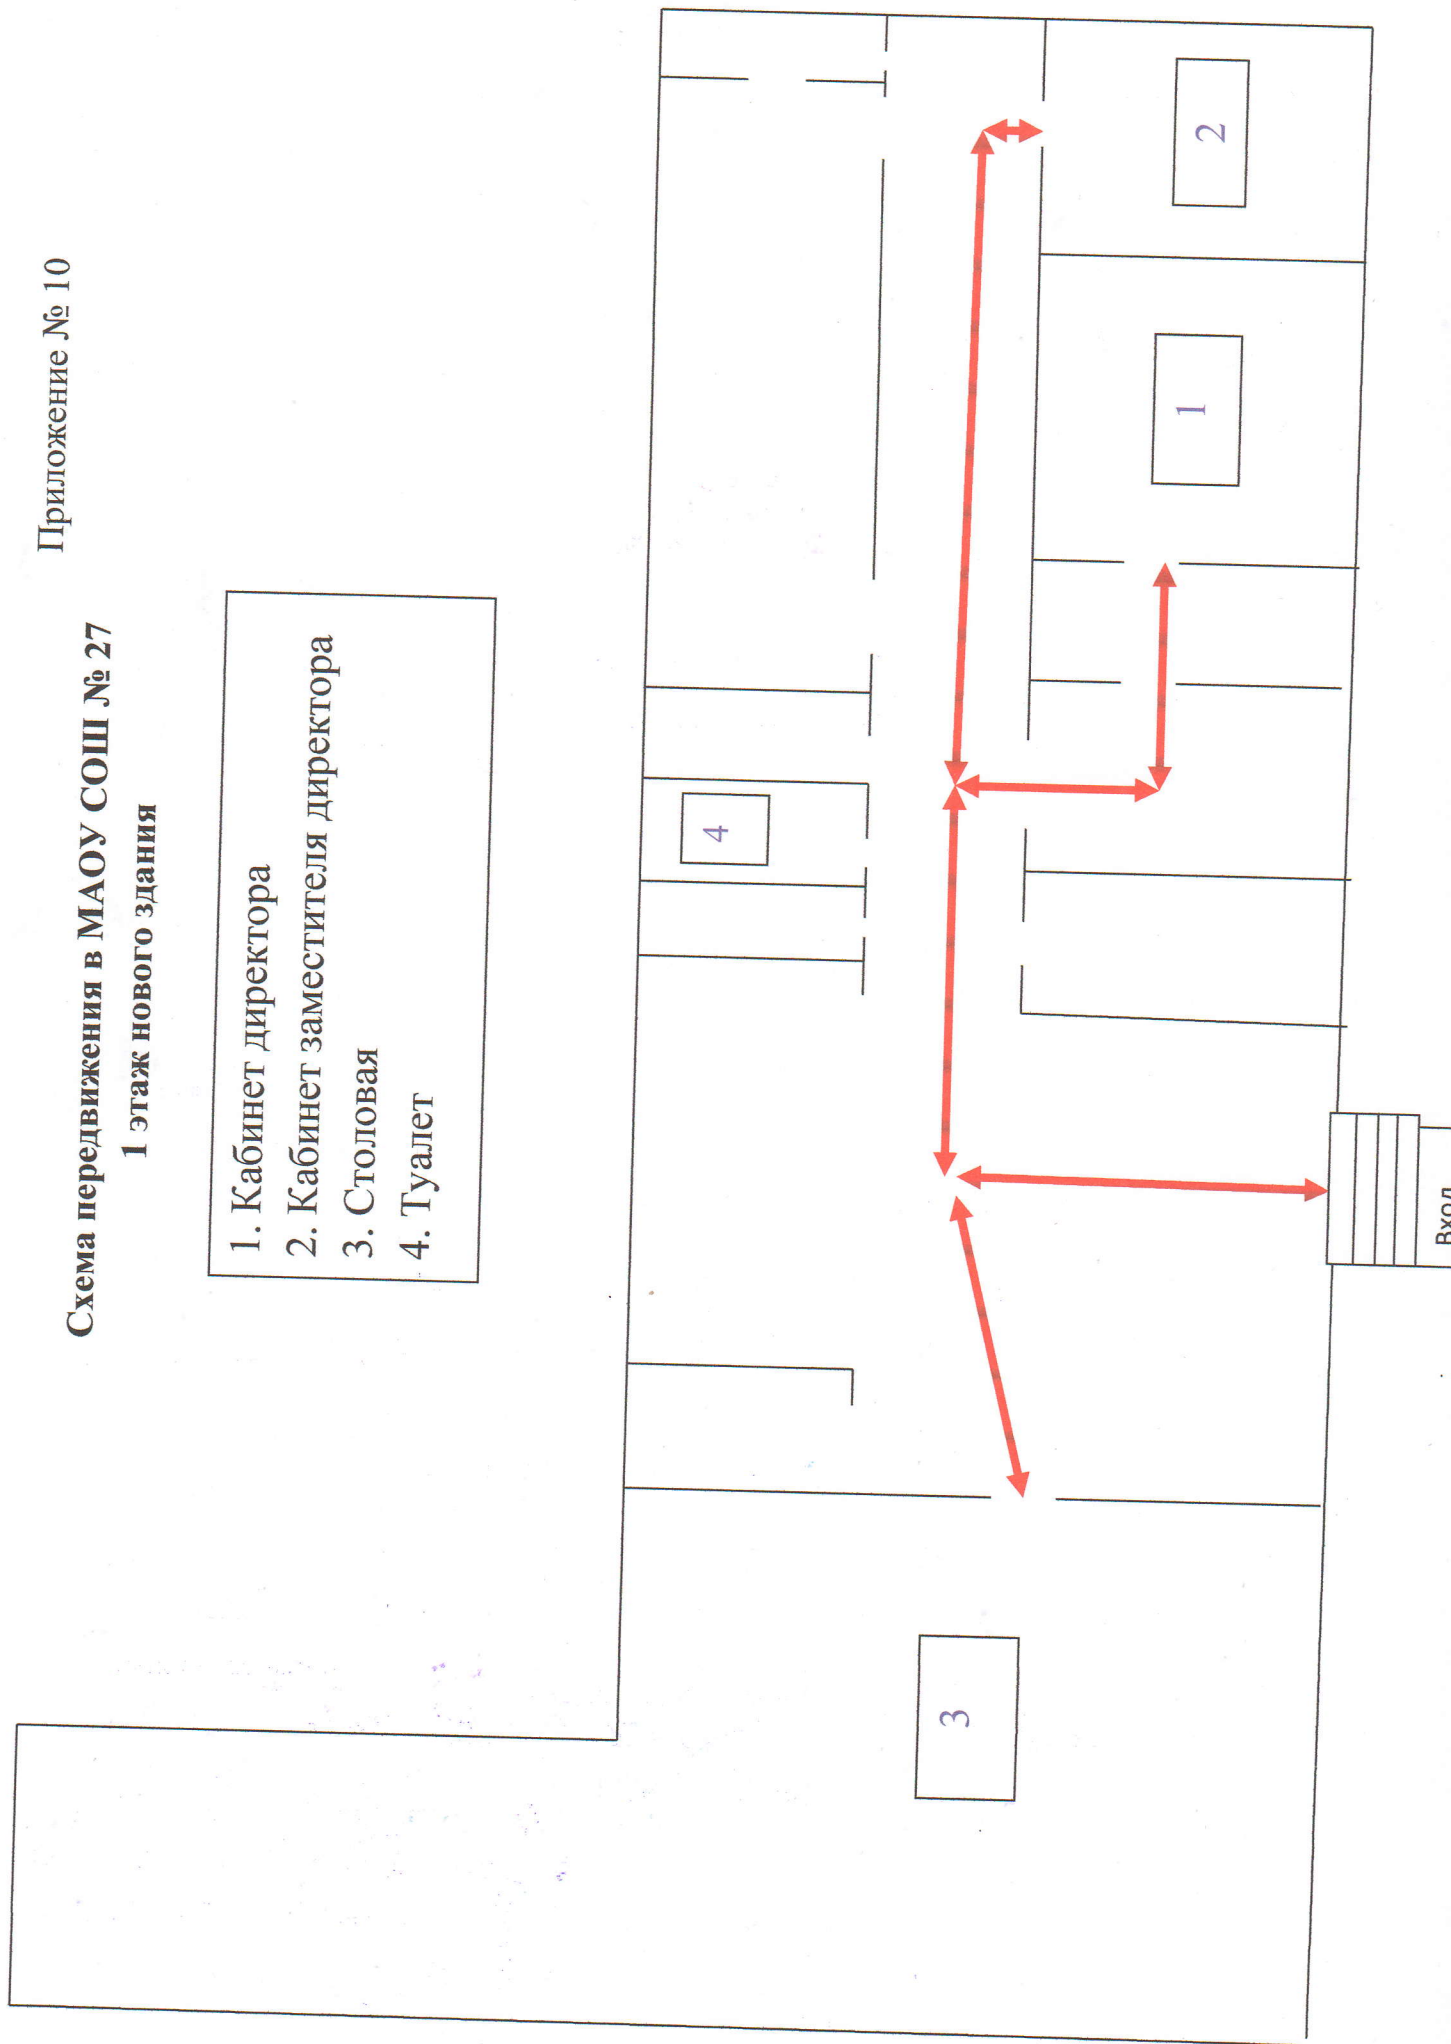 Приложение № 10
Схема передвижения в МАОУ СОШ № 27
1 этаж нового здания
1. Кабинет директора
2. Кабинет заместителя директора
3. Столовая
4. Туалет
4
3
1
2
Вход